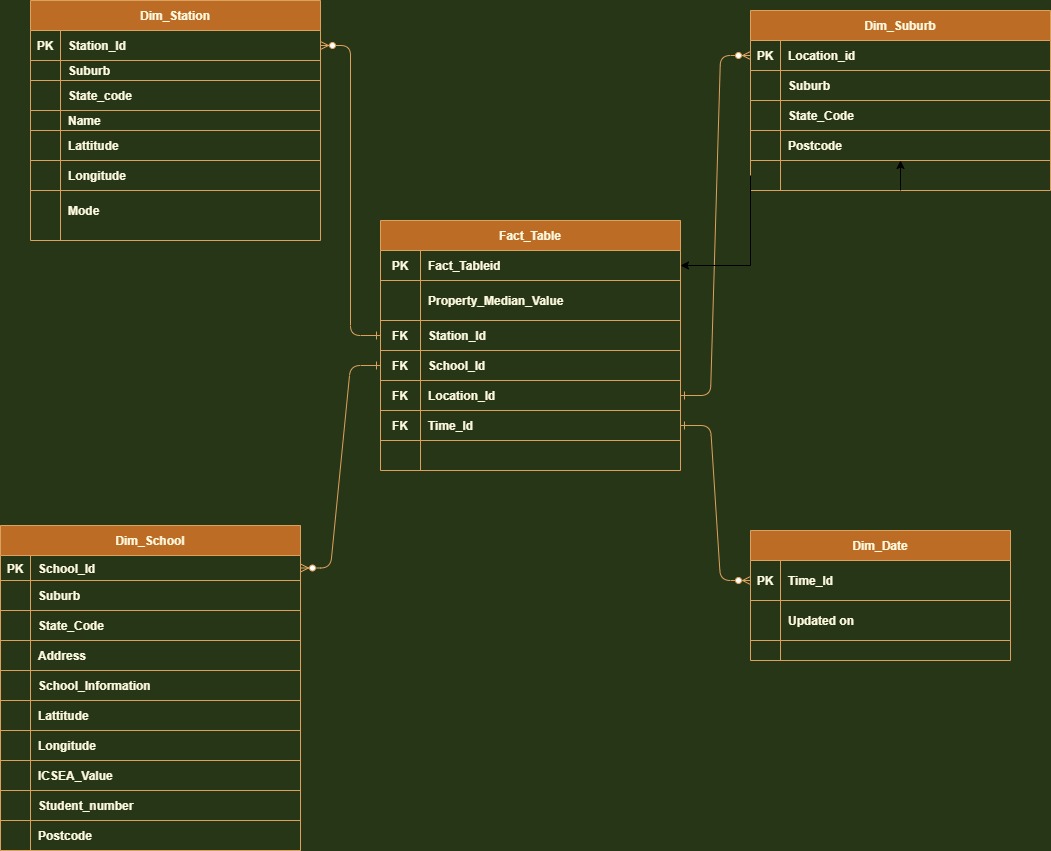 Dim_Station
PK Station_Id
Suburb
State_code
Name
Lattitude
Longitude
Mode
Dim_Suburb
PK Location_id
Suburb
State_Code
Postcode
Fact_Table
PK Fact_Tableid
Property_Median_Value
FK Station_Id
FK School_Id
FK Location_Id
FK Time_Id
Dim_School
PK School_Id
Suburb
State_Code
Address
School_Information
Lattitude
Longitude
ICSEA_Value
Student_number
Postcode
Dim_Date
PK Time_Id
Updated on